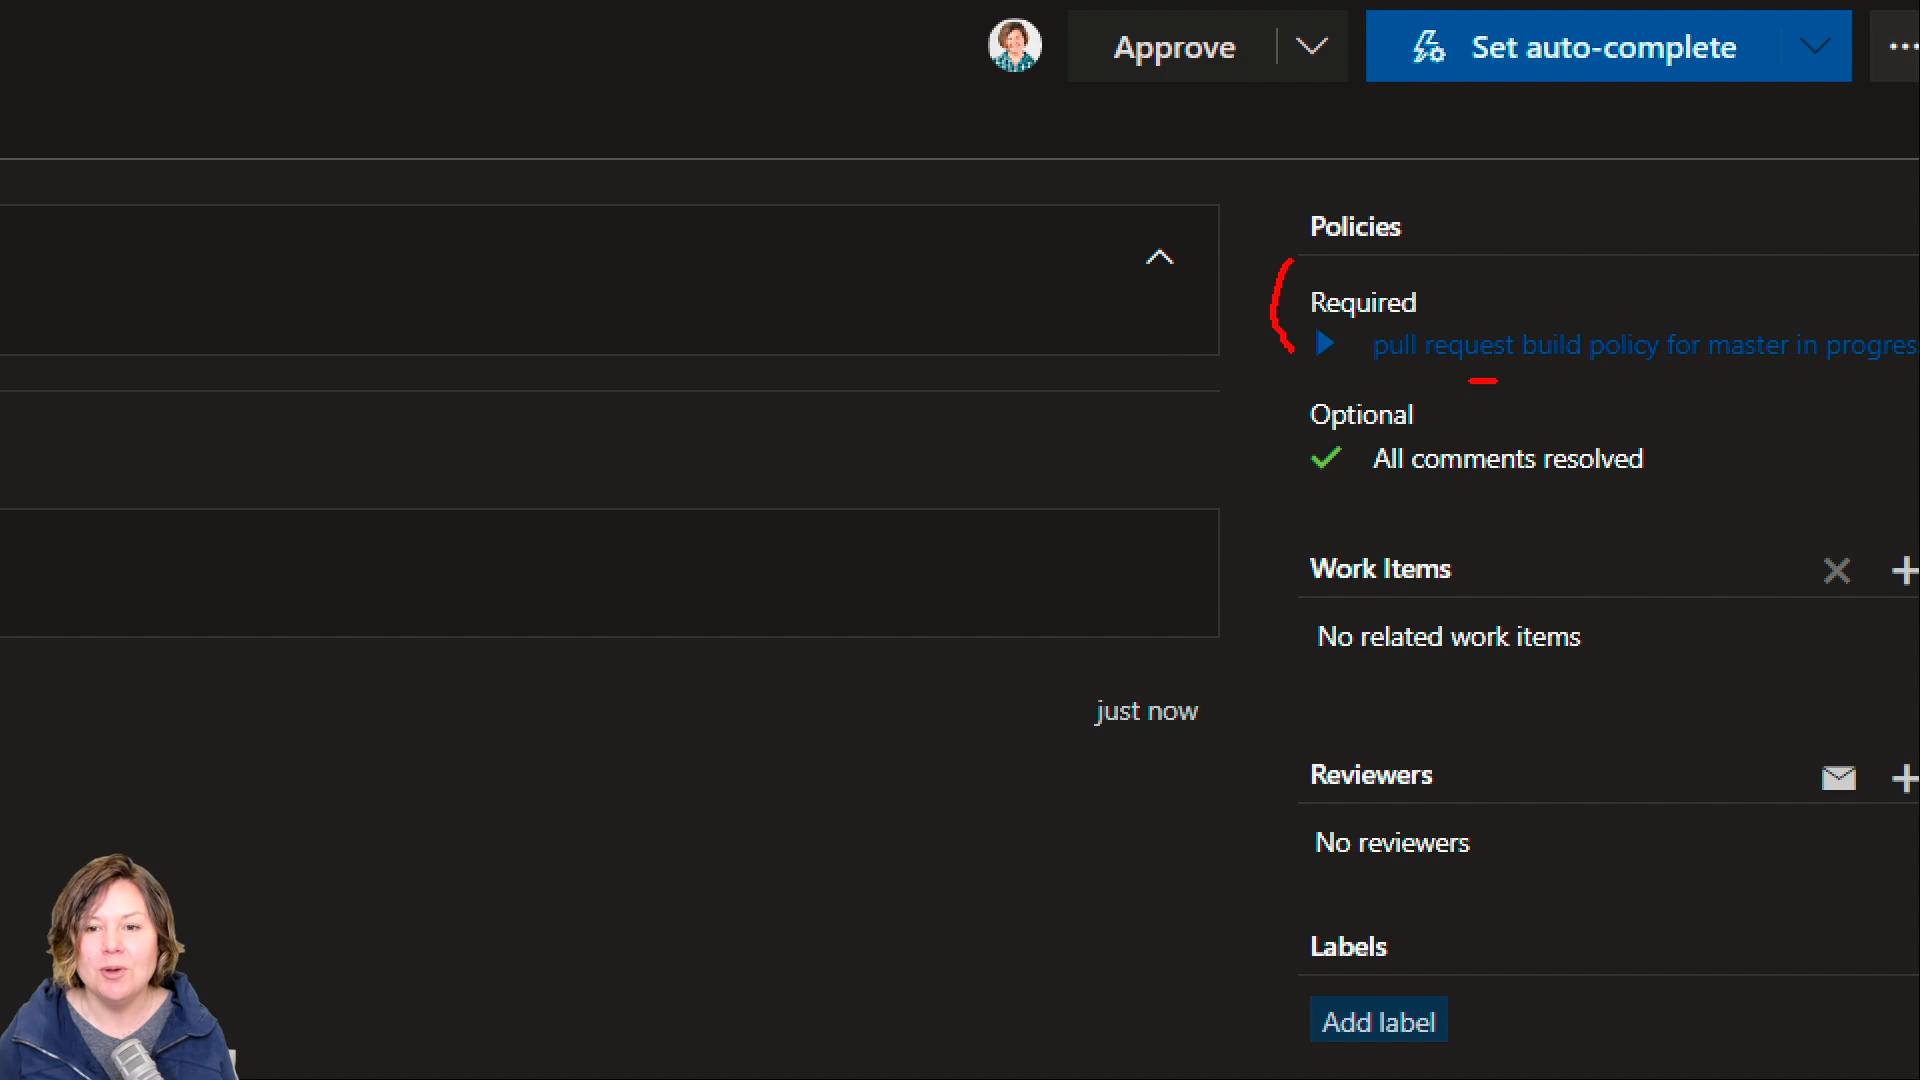 Approve
Set auto-complete
Policies
Required
pull request build policy for master in progres
Optional
All comments resolved
Work Items
No related work items
just now
Reviewers
No reviewers
Labels
Add label